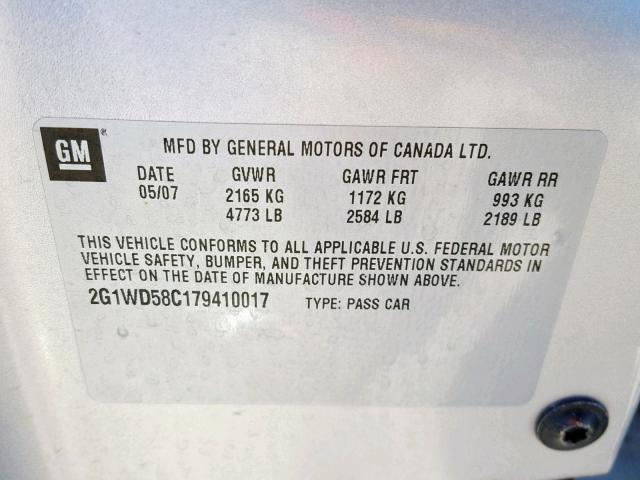 GM®
MFD BY GENERAL MOTORS OF CANADA LTD.
DATE GVWR GAWR FRT GAWR RR
05/07 2165 KG 1172 KG 993 KG
4773 LB 2584 LB 2189 LB
THIS VEHICLE CONFORMS TO ALL APPLICABLE U.S. FEDERAL MOTOR
VEHICLE SAFETY, BUMPER, AND THEFT PREVENTION STANDARDS IN
EFFECT ON THE DATE OF MANUFACTURE SHOWN ABOVE.
2G1WD58C179410017 TYPE: PASS CAR